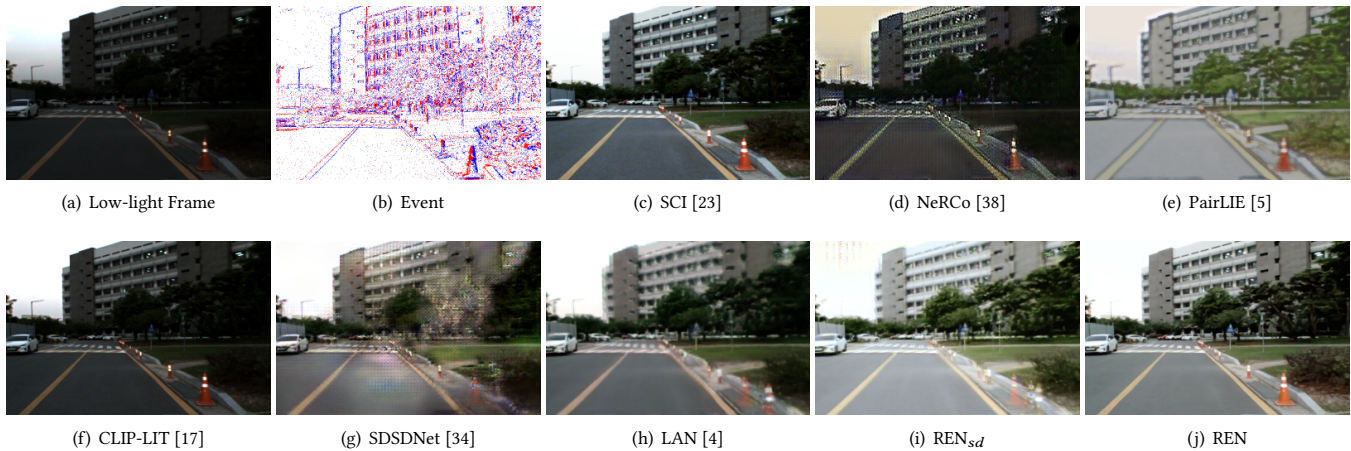 (a) Low-light Frame
(b) Event
(c) SCI [23]
(d) NeRCo [38]
(e) PairLIE [5]
(f) CLIP-LIT [17]
(g) SDSDNet [34]
(h) LAN [4]
(i) RENsd
(j) REN